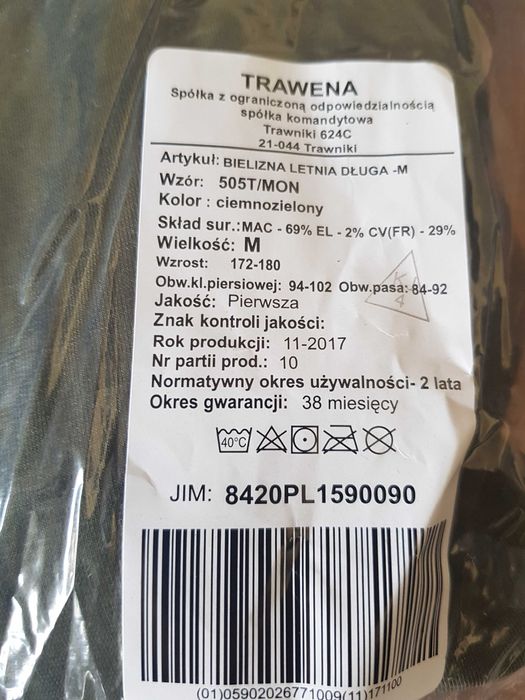 TRAWENA
Spółka z ograniczoną odpowiedzialnością
spółka komandytowa
Trawniki 624C
21-044 Trawniki
Artykuł: BIELIZNA LETNIA DŁUGA -M
Wzór: 505T/MON
Kolor : ciemnozielony
Skład sur.:MAC - 69% EL - 2% CV(FR) - 29%
Wielkość: M
Wzrost: 172-180
Obw.kl.piersiowej: 94-102 Obw.pasa: 84-92
Jakość: Pierwsza
Znak kontroli jakości:
Rok produkcji: 11-2017
Nr partii prod.: 10
Normatywny okres używalności- 2 lata
Okres gwarancji: 38 miesięcy
40°C
JIM: 8420PL1590090
(01)05902026771009(11)171100